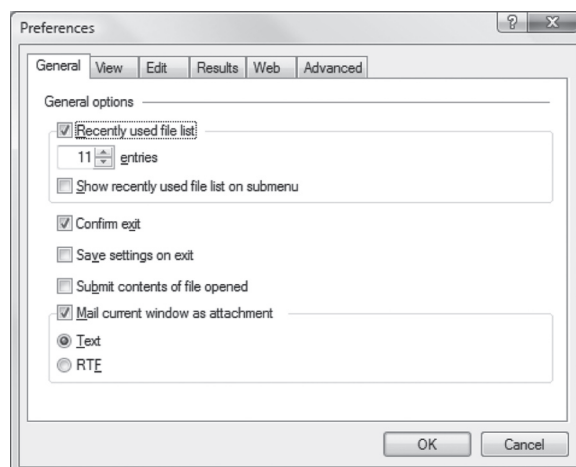 Preferences
General View Edit Results Web Advanced
General options
Recently used file list
11 entries
Show recently used file list on submenu
Confirm exit
Save settings on exit
Submit contents of file opened
Mail current window as attachment
Text
RTF
OK Cancel